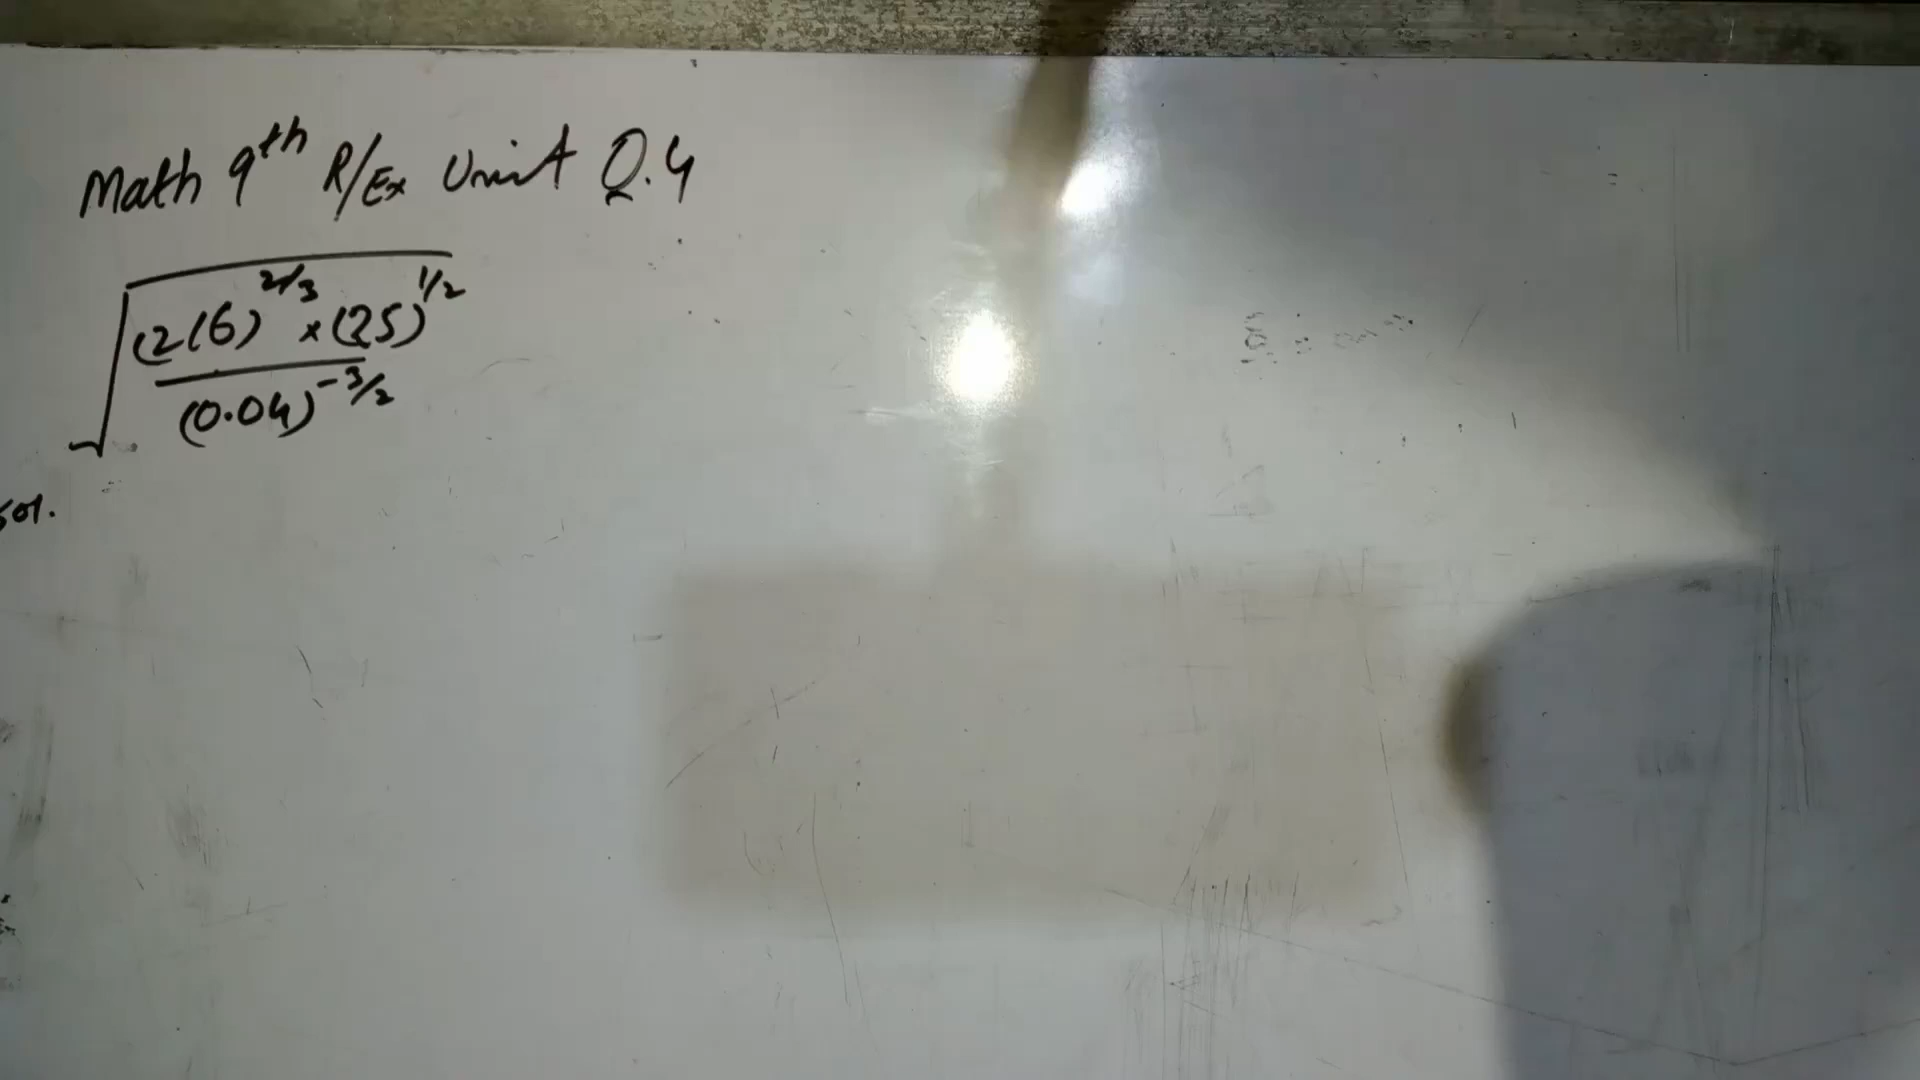 Math 9th R/Ex Unit Q.4
√((216)^2/3 × (25)^1/2
(0.04)^-3/2
Sol.